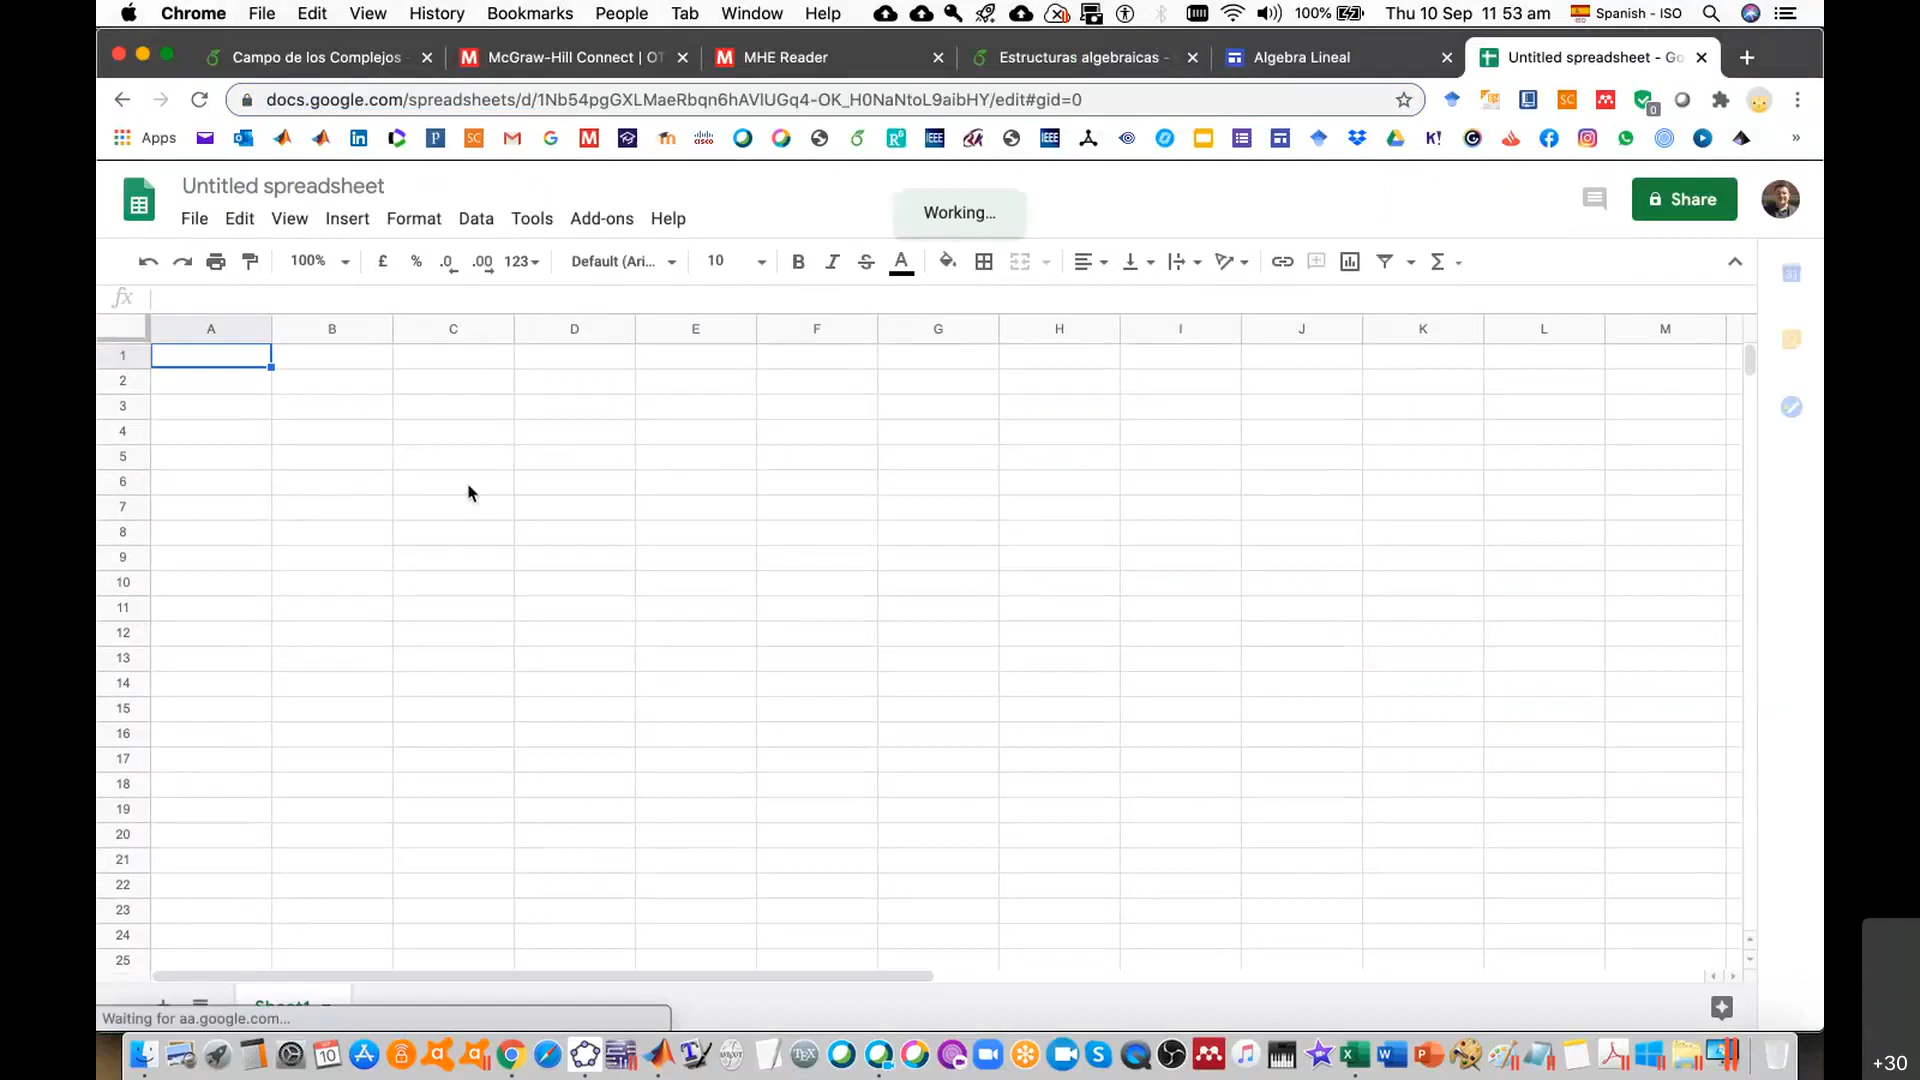 Chrome File Edit View History Bookmarks People Tab Window Help 100% Thu 10 Sep 11 53 am Spanish - ISO
Campo de los Complejos McGraw-Hill Connect | OT MHE Reader Estructuras algebraicas - Algebra Lineal Untitled spreadsheet - Go
docs.google.com/spreadsheets/d/1Nb54pgGXLMaeRbqn6hAVlUGq4-OK_H0NaNtoL9aibHY/edit#gid=0
Apps
Untitled spreadsheet
File Edit View Insert Format Data Tools Add-ons Help
Working...
Share
100% £ % .0 .00 123 Default (Ari... 10 B I S A
fx
A B C D E F G H I J K L M
1
2
3
4
5
6
7
8
9
10
11
12
13
14
15
16
17
18
19
20
21
22
23
24
25
Sheet1
Waiting for aa.google.com...
+30